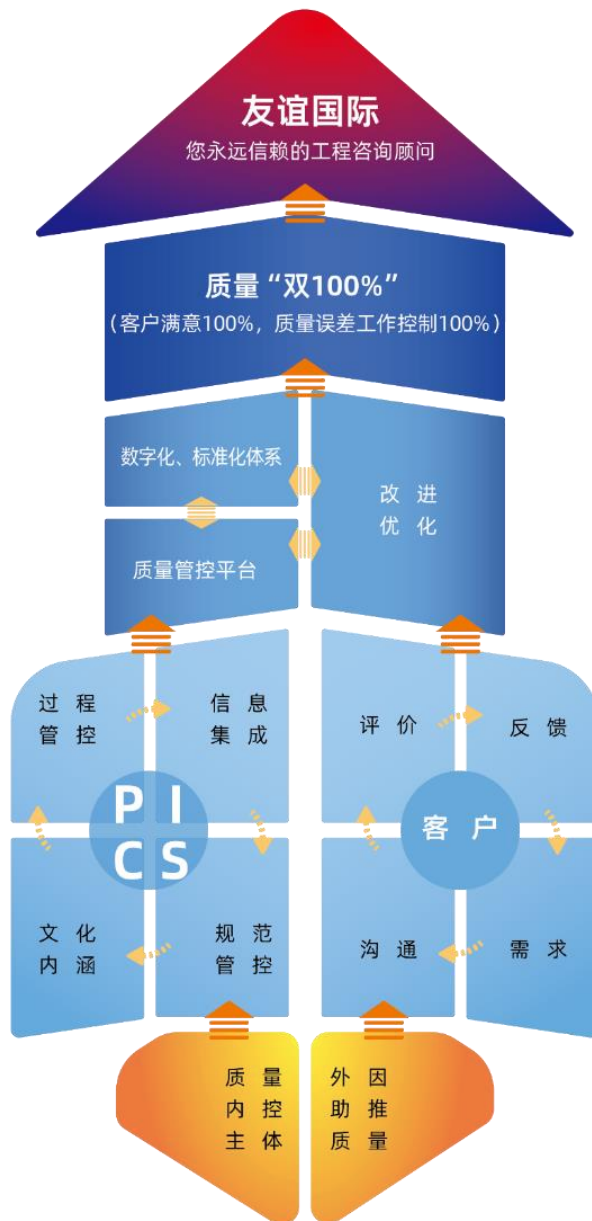 友谊国际
您永远信赖的工程咨询顾问
质量“双100%”
（客户满意100%，质量误差工作控制100%）
数字化、标准化体系
质量管控平台
改进
优化
过程
管控
信息
集成
P I
C S
文化
内涵
规范
管控
评价
反馈
客户
沟通
需求
质量
内控
主体
外因
助推
质量